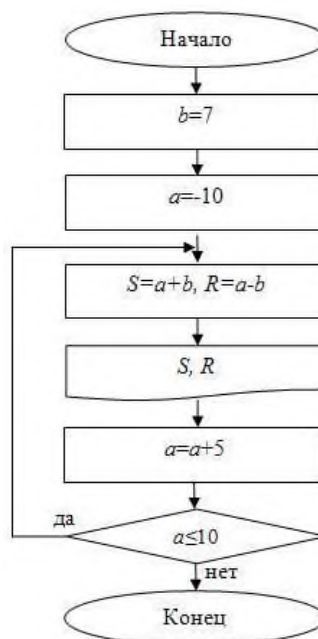 Начало
b=7
a=-10
S=a+b, R=a-b
S, R
a=a+5
да
a≤10
нет
Конец